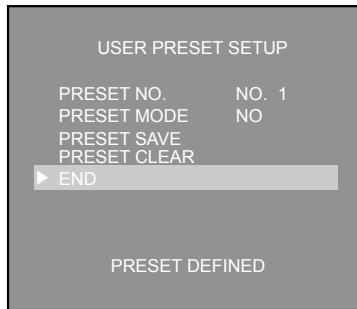 USER PRESET SETUP
PRESET NO. NO. 1
PRESET MODE NO
PRESET SAVE
PRESET CLEAR
END
PRESET DEFINED